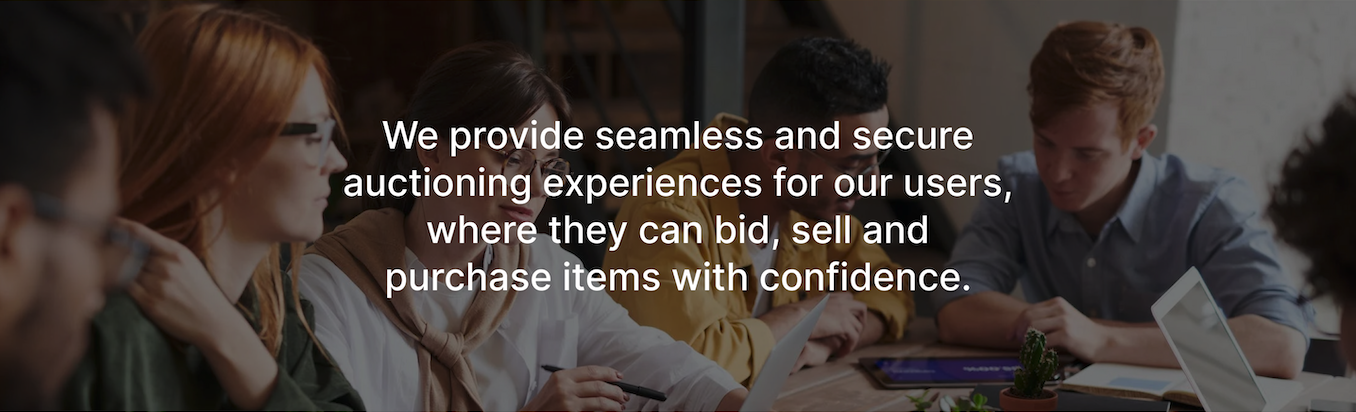 We provide seamless and secure
auctioning experiences for our users,
where they can bid, sell and
purchase items with confidence.